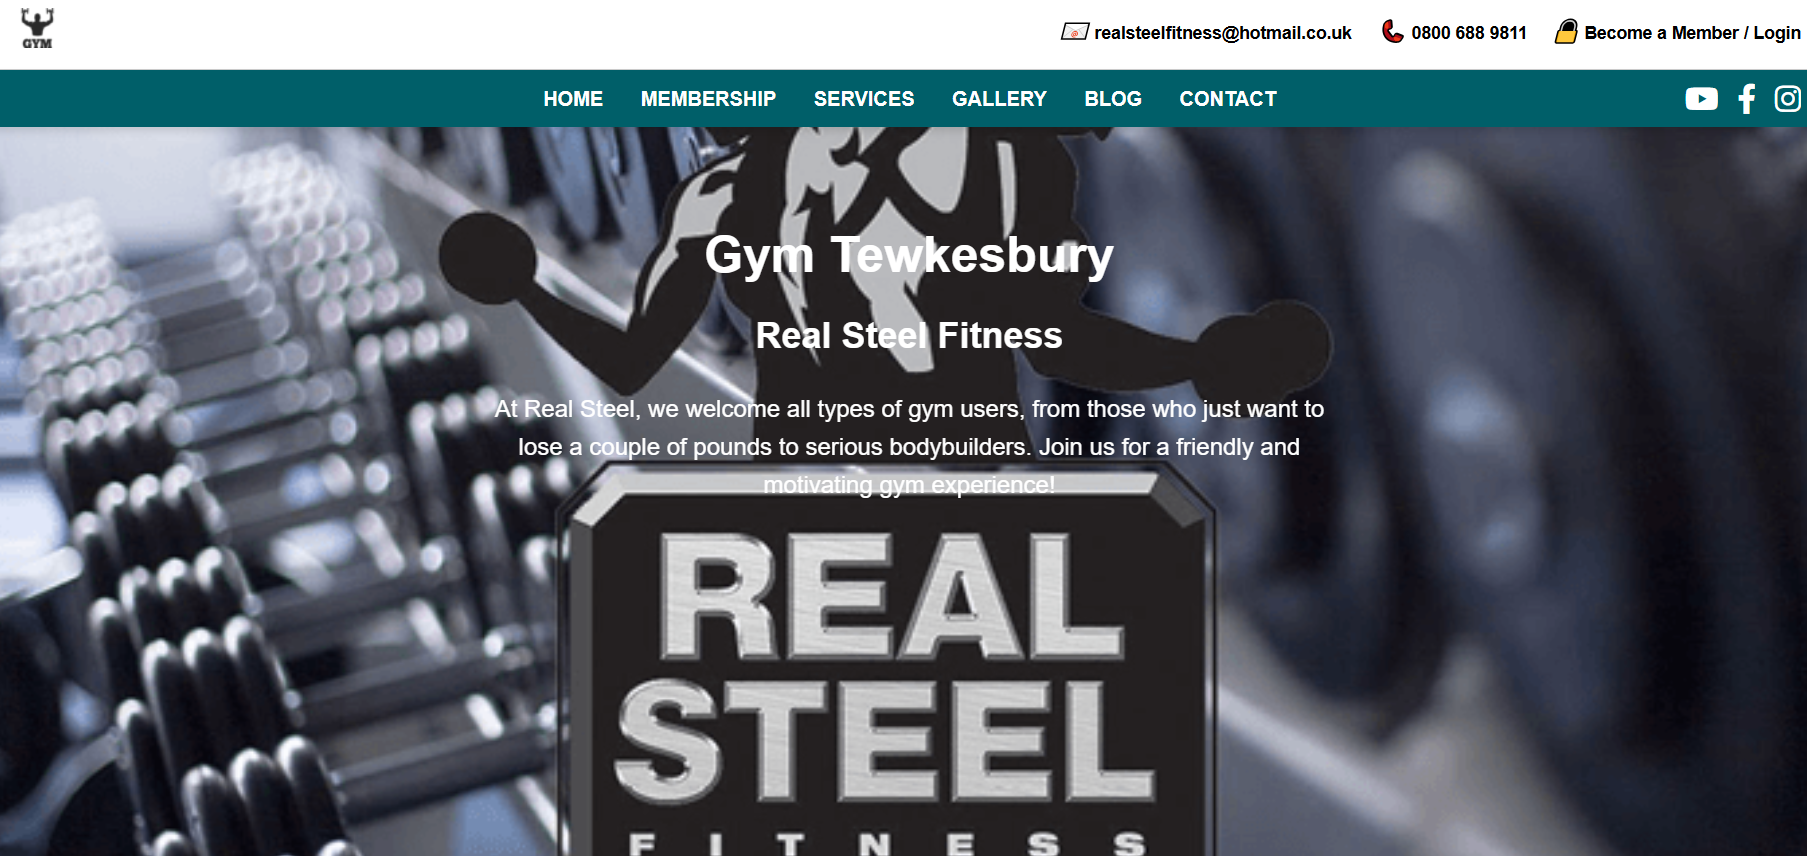 GYM
realsteelfitness@hotmail.co.uk
0800 688 9811
Become a Member / Login
HOME
MEMBERSHIP
SERVICES
GALLERY
BLOG
CONTACT
Gym Tewkesbury
Real Steel Fitness
At Real Steel, we welcome all types of gym users, from those who just want to
lose a couple of pounds to serious bodybuilders. Join us for a friendly and
motivating gym experience!
REAL
STEEL
FITNESS